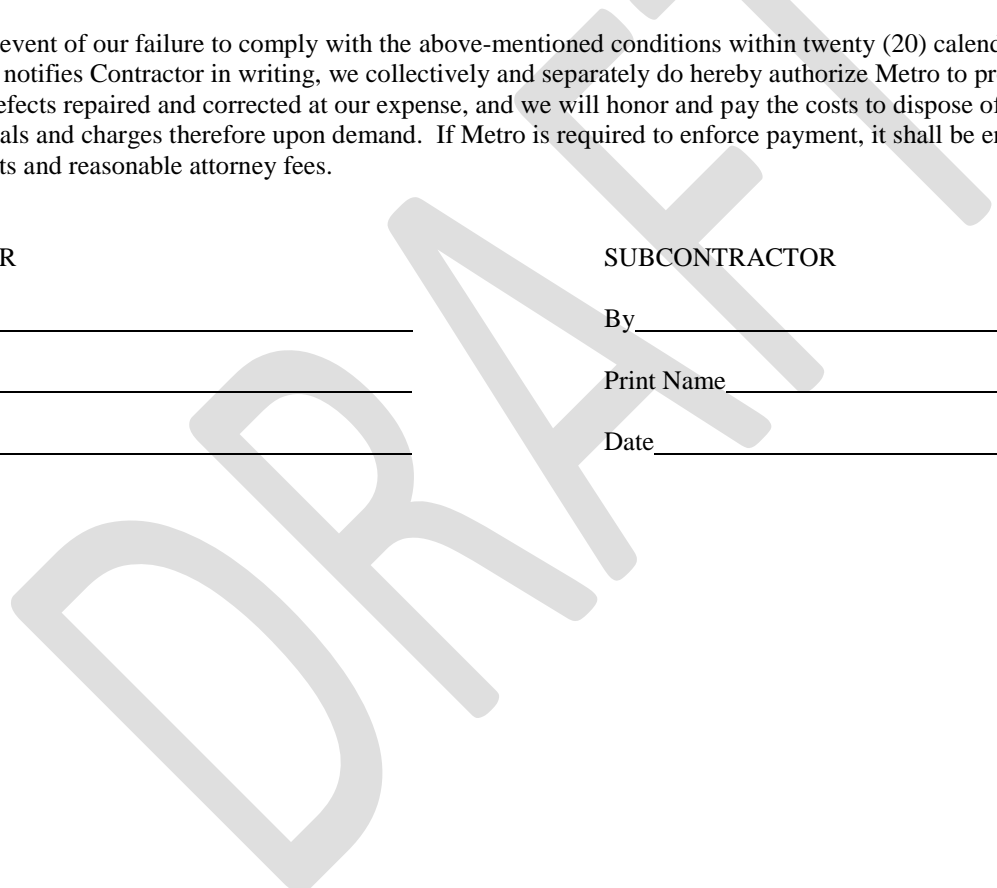 event of our failure to comply with the above-mentioned conditions within twenty (20) calend
notifies Contractor in writing, we collectively and separately do hereby authorize Metro to pr
efects repaired and corrected at our expense, and we will honor and pay the costs to dispose of
als and charges therefore upon demand.  If Metro is required to enforce payment, it shall be en
ts and reasonable attorney fees.
R
SUBCONTRACTOR
By
Print Name
Date
DRAFT